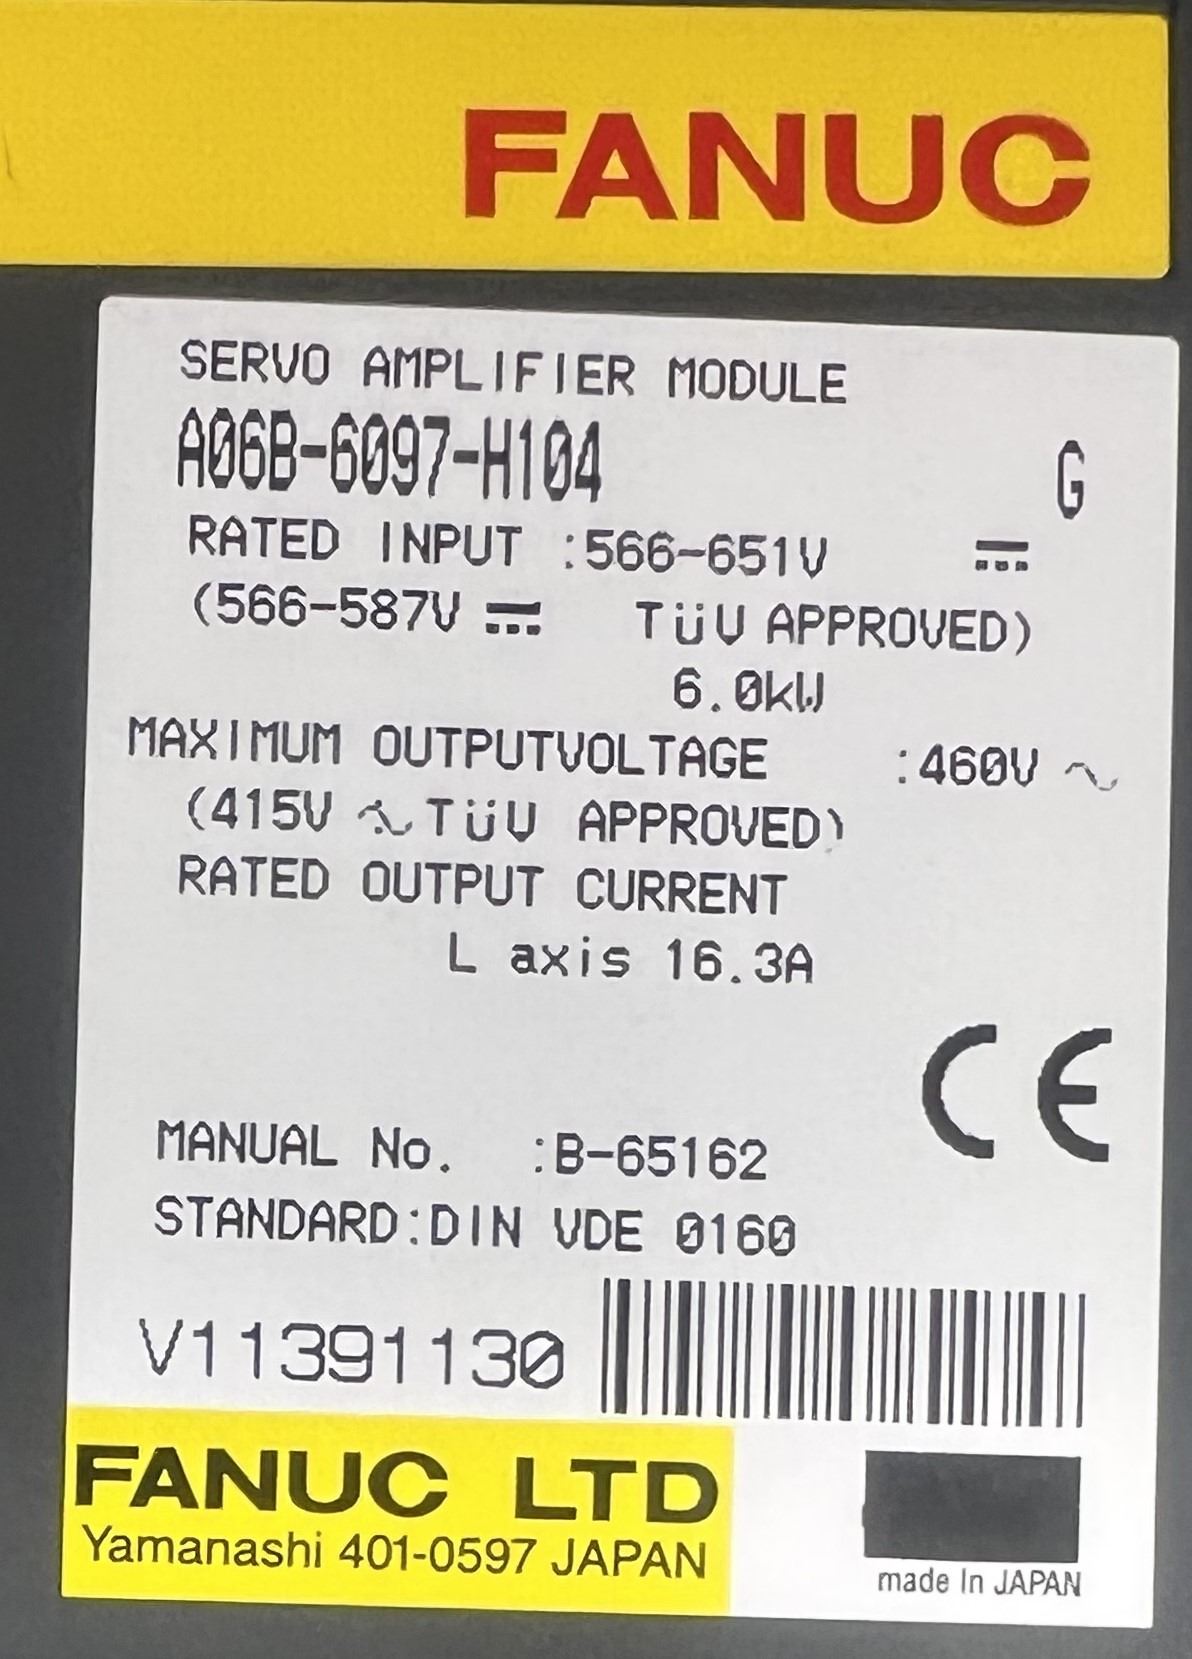 FANUC
SERVO AMPLIFIER MODULE
A06B-6097-H104 G
RATED INPUT :566-651V ⎓
(566-587V ⎓ TüV APPROVED)
6.0kW
MAXIMUM OUTPUTVOLTAGE :460V ~
(415V ~ TüV APPROVED)
RATED OUTPUT CURRENT
L axis 16.3A
CE
MANUAL No. :B-65162
STANDARD:DIN VDE 0160
V11391130
FANUC LTD
Yamanashi 401-0597 JAPAN
made In JAPAN